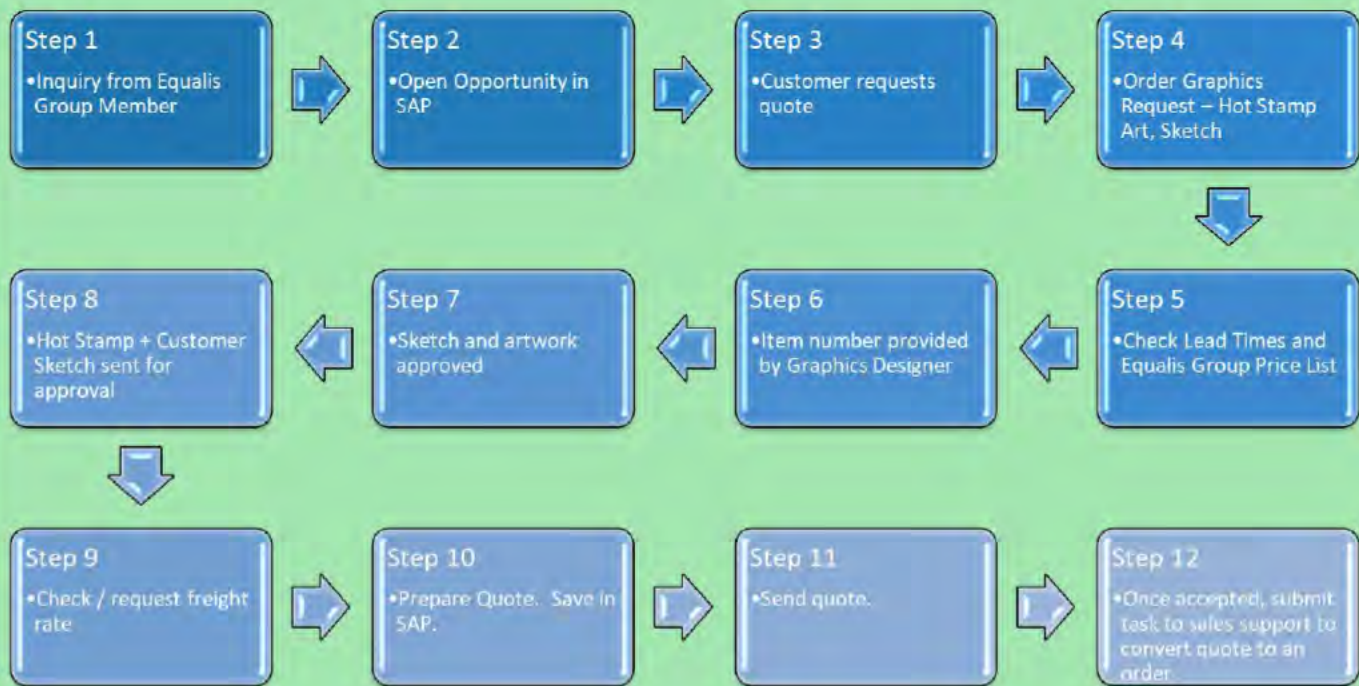 Step 1
•Inquiry from Equalis
Group Member
Step 2
•Open Opportunity in
SAP
Step 3
•Customer requests
quote
Step 4
•Order Graphics
Request – Hot Stamp
Art, Sketch
Step 5
•Check Lead Times and
Equalis Group Price List
Step 6
•Item number provided
by Graphics Designer
Step 7
•Sketch and artwork
approved
Step 8
•Hot Stamp + Customer
Sketch sent for
approval
Step 9
•Check / request freight
rate
Step 10
•Prepare Quote. Save in
SAP.
Step 11
•Send quote.
Step 12
•Once accepted, submit
task to sales support to
convert quote to an
order